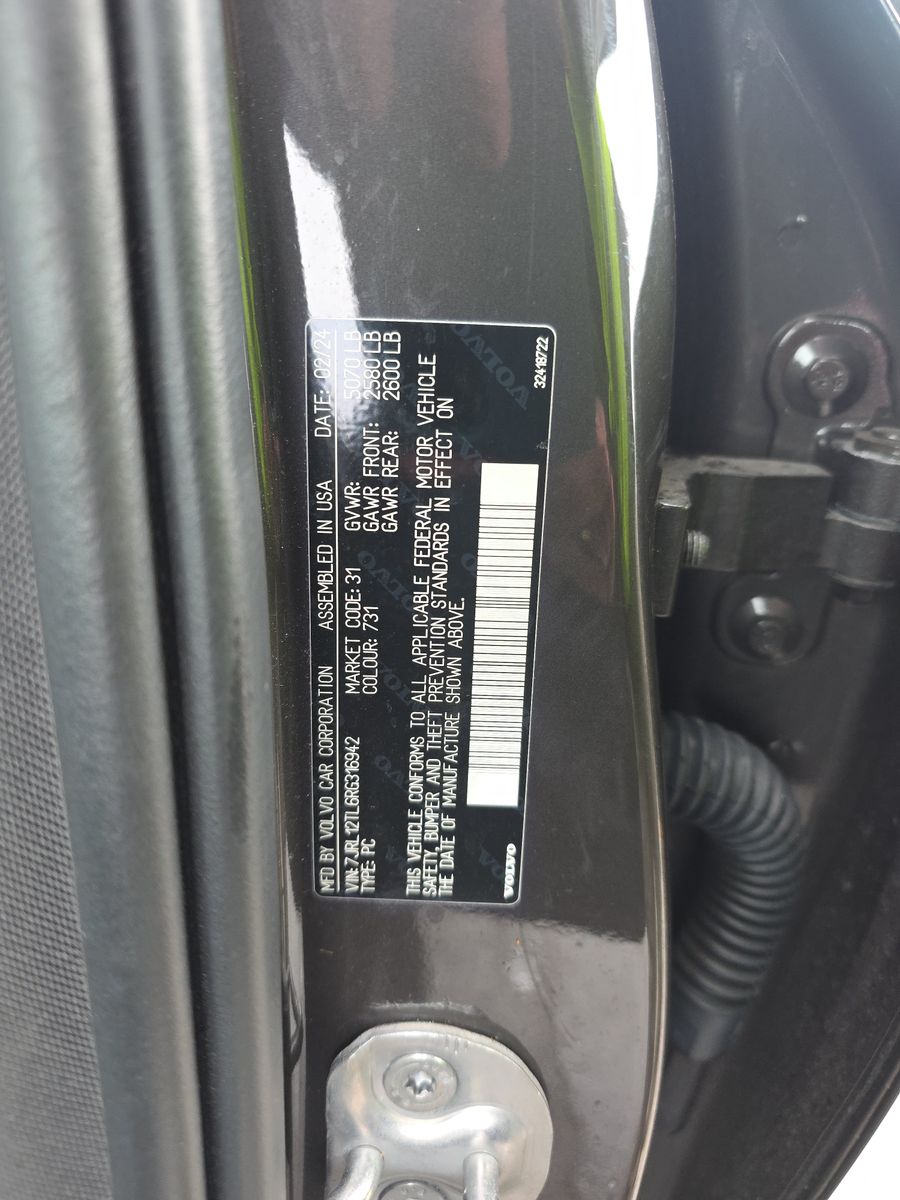 MFD BY VOLVO CAR CORPORATION ASSEMBLED IN USA DATE: 02/24
VIN: 7JRL12TL6RG316942 MARKET CODE: 31 GVWR: 5070 LB
TYPE: PC COLOUR: 731 GAWR FRONT: 2580 LB
GAWR REAR: 2600 LB
THIS VEHICLE CONFORMS TO ALL APPLICABLE FEDERAL MOTOR VEHICLE
SAFETY, BUMPER AND THEFT PREVENTION STANDARDS IN EFFECT ON
THE DATE OF MANUFACTURE SHOWN ABOVE.
VOLVO 32418722